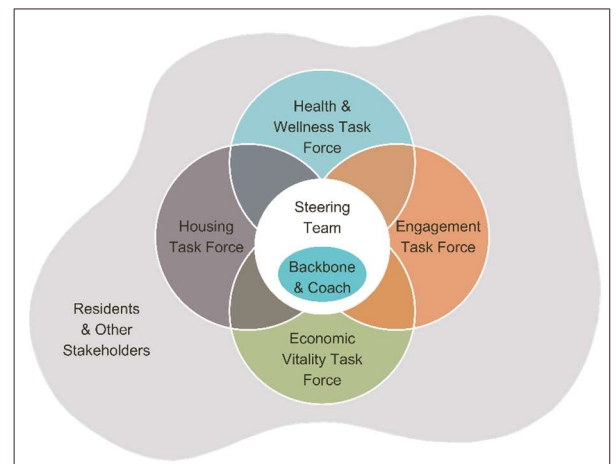 Health &
Wellness Task
Force
Housing
Task Force
Steering
Team
Engagement
Task Force
Backbone
& Coach
Residents
& Other
Stakeholders
Economic
Vitality Task
Force